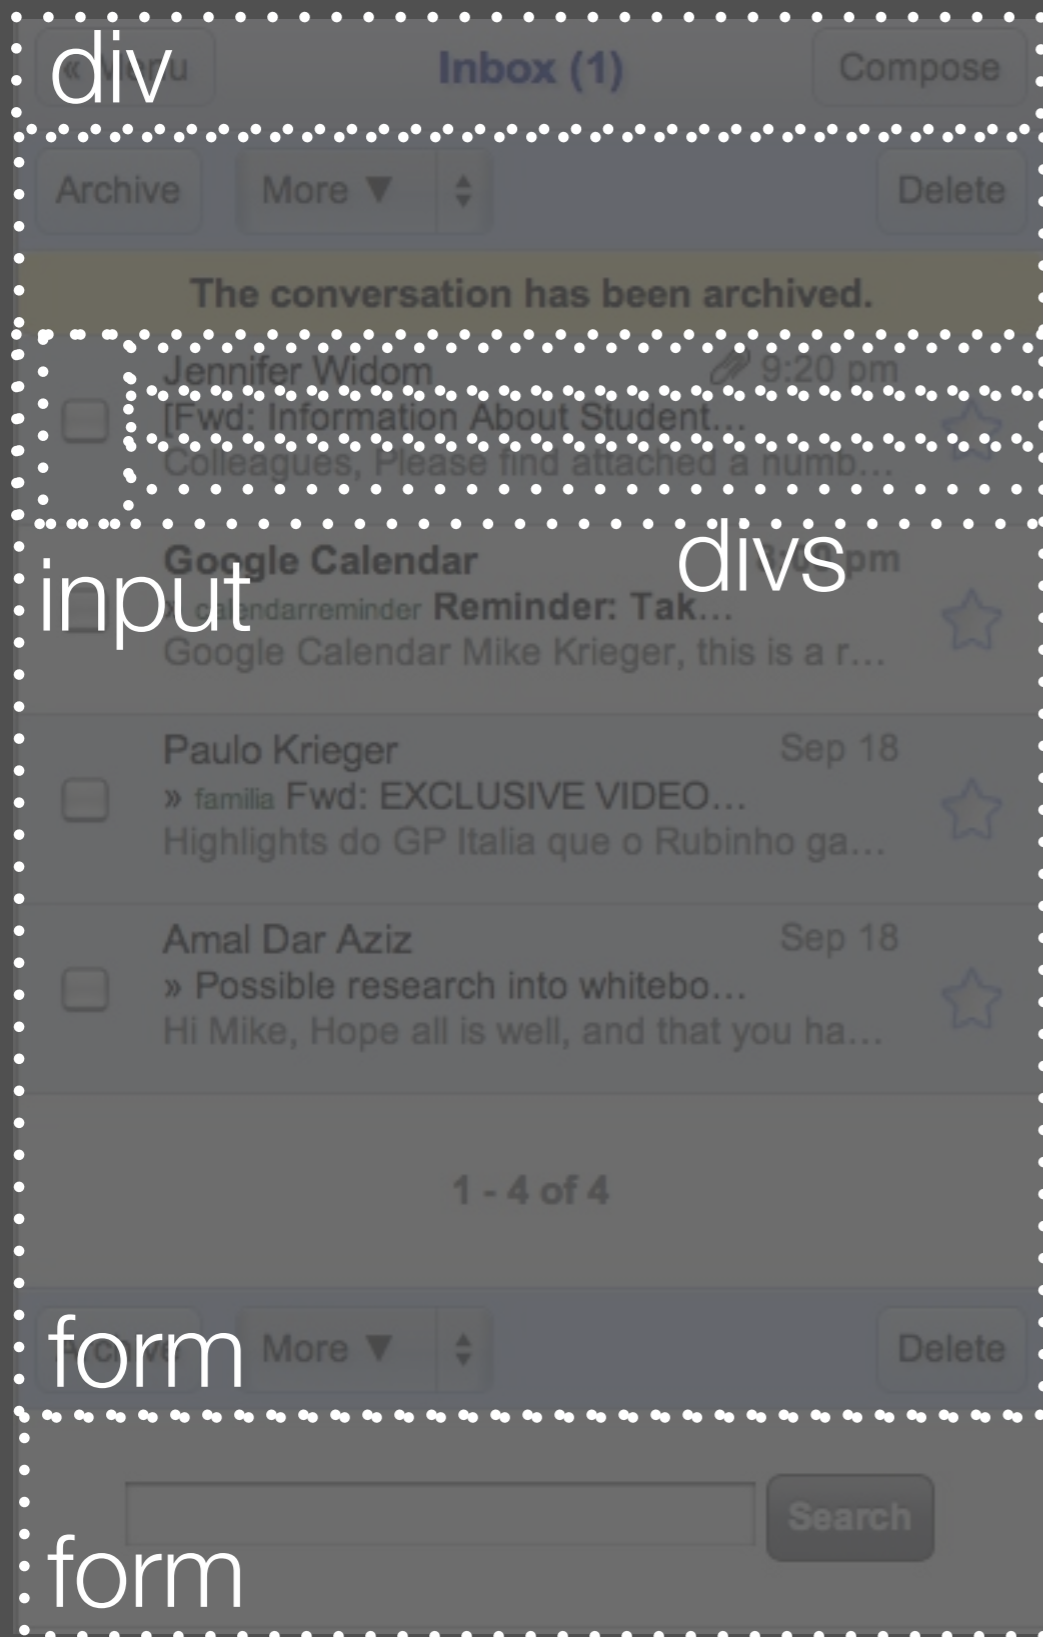 div
« Menu Inbox (1) Compose
Archive More ▼ Delete
The conversation has been archived.
Jennifer Widom 9:20 pm
[Fwd: Information About Student...
Colleagues, Please find attached a numb...
divs
Google Calendar pm
input
» calendarreminder Reminder: Tak...
Google Calendar Mike Krieger, this is a r...
Paulo Krieger Sep 18
» familia Fwd: EXCLUSIVE VIDEO...
Highlights do GP Italia que o Rubinho ga...
Amal Dar Aziz Sep 18
» Possible research into whitebo...
Hi Mike, Hope all is well, and that you ha...
1 - 4 of 4
form
Archive More ▼ Delete
Search
form